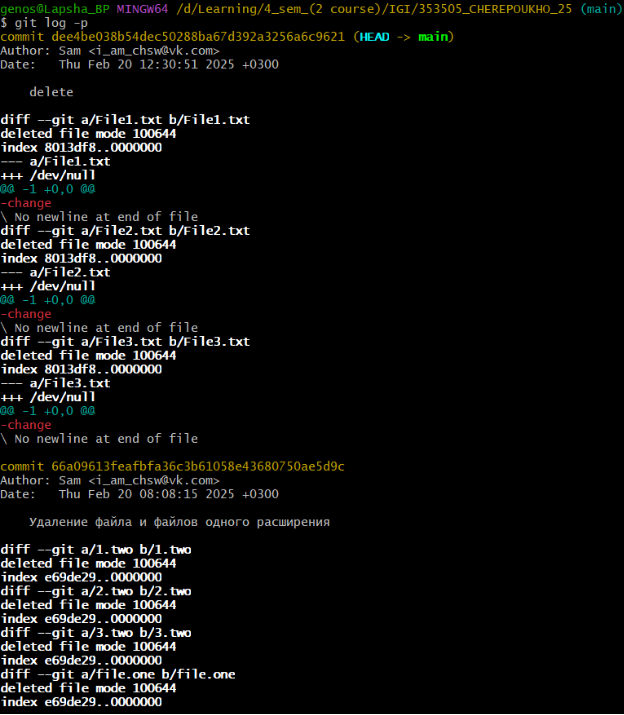 genos@Lapsha_BP MINGW64 /d/Learning/4_sem_(2 course)/IGI/353505_CHEREPOUKHO_25 (main)
$ git log -p
commit dee4be038b54dec50288ba67d392a3256a6c9621 (HEAD -> main)
Author: Sam <i_am_chsw@vk.com>
Date:   Thu Feb 20 12:30:51 2025 +0300

    delete

diff --git a/File1.txt b/File1.txt
deleted file mode 100644
index 8013df8..0000000
--- a/File1.txt
+++ /dev/null
@@ -1 +0,0 @@
-change
\ No newline at end of file
diff --git a/File2.txt b/File2.txt
deleted file mode 100644
index 8013df8..0000000
--- a/File2.txt
+++ /dev/null
@@ -1 +0,0 @@
-change
\ No newline at end of file
diff --git a/File3.txt b/File3.txt
deleted file mode 100644
index 8013df8..0000000
--- a/File3.txt
+++ /dev/null
@@ -1 +0,0 @@
-change
\ No newline at end of file

commit 66a09613feafbfa36c3b61058e43680750ae5d9c
Author: Sam <i_am_chsw@vk.com>
Date:   Thu Feb 20 08:08:15 2025 +0300

    Удаление файла и файлов одного расширения

diff --git a/1.two b/1.two
deleted file mode 100644
index e69de29..0000000
diff --git a/2.two b/2.two
deleted file mode 100644
index e69de29..0000000
diff --git a/3.two b/3.two
deleted file mode 100644
index e69de29..0000000
diff --git a/file.one b/file.one
deleted file mode 100644
index e69de29..0000000